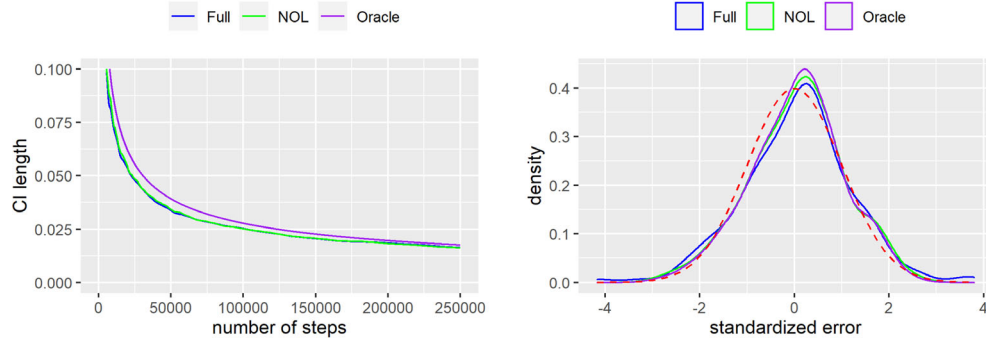 Full NOL Oracle
0.100
0.075
0.050
0.025
0.000
CI length
0 50000 100000 150000 200000 250000
number of steps
Full NOL Oracle
0.4
0.3
0.2
0.1
0.0
density
-4 -2 0 2 4
standardized error